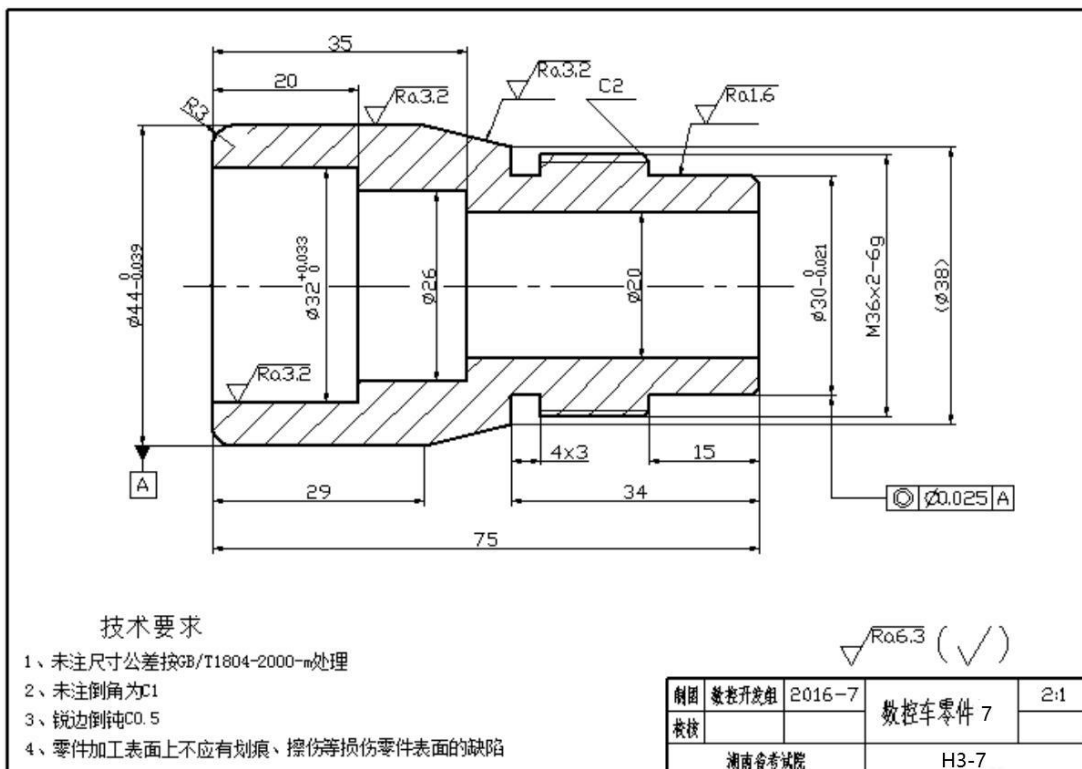 35
20
R3
Ra3.2
Ra3.2
C2
Ra1.6
Ø44 0 -0.039
Ø32 +0.033 0
Ø26
Ø20
Ø30 0 -0.021
M36×2-6g
(Ø38)
Ra3.2
A
4x3
15
29
34
Ø0.025 A
75
技术要求
1、未注尺寸公差按GB/T1804-2000-m处理
2、未注倒角为C1
3、锐边倒钝C0.5
4、零件加工表面上不应有划痕、擦伤等损伤零件表面的缺陷
Ra6.3 (√)
制图 数控开发组 2016-7 数控车零件 7 2:1
校核
湖南省考试院 H3-7